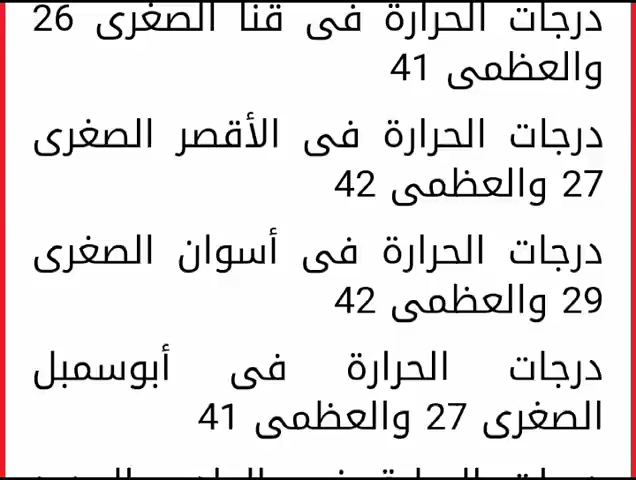 درجات الحرارة فى قنا الصغرى 26
والعظمى 41
درجات الحرارة فى الأقصر الصغرى
27 والعظمى 42
درجات الحرارة فى أسوان الصغرى
29 والعظمى 42
درجات الحرارة فى أبوسمبل
الصغرى 27 والعظمى 41